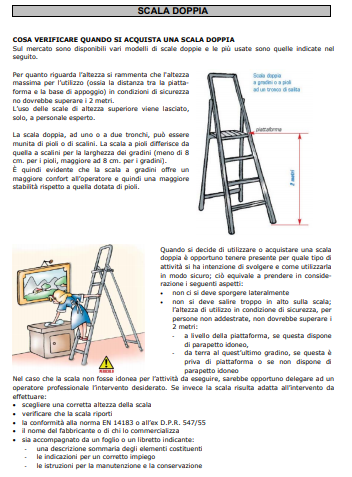 SCALA DOPPIA
COSA VERIFICARE QUANDO SI ACQUISTA UNA SCALA DOPPIA
Sul mercato sono disponibili vari modelli di scale doppie e le più usate sono quelle indicate nel
seguito.
Per quanto riguarda l'altezza si rammenta che l'altezza
massima per l'utilizzo (ossia la distanza tra la piatta-
forma e la base di appoggio) in condizioni di sicurezza
no dovrebbe superare i 2 metri.
L'uso delle scale di altezza superiore viene lasciato,
solo, a personale esperto.
La scala doppia, ad uno o a due tronchi, può essere
munita di pioli o di scalini. La scala a pioli differisce da
quella a scalini per la larghezza dei gradini (meno di 8
cm. per i pioli, maggiore ad 8 cm. per i gradini).
È quindi evidente che la scala a gradini offre un
maggiore confort all'operatore e quindi una maggiore
stabilità rispetto a quella dotata di pioli.
Scala doppia
a gradini o a pioli
ad un tronco di salita
piattaforma
2 metri
Quando si decide di utilizzare o acquistare una scala
doppia è opportuno tenere presente per quale tipo di
attività si ha intenzione di svolgere e come utilizzarla
in modo sicuro; ciò equivale a prendere in conside-
razione i seguenti aspetti:
• non ci si deve sporgere lateralmente
• non si deve salire troppo in alto sulla scala;
l'altezza di utilizzo in condizione di sicurezza, per
persone non addestrate, non dovrebbe superare i
2 metri:
- a livello della piattaforma, se questa dispone
di parapetto idoneo,
- da terra al quest'ultimo gradino, se questa è
priva di piattaforma o se non dispone di
parapetto idoneo
PERICOLO
Nel caso che la scala non fosse idonea per l'attività da eseguire, sarebbe opportuno delegare ad un
operatore professionale l'intervento desiderato. Se invece la scala risulta adatta all'intervento da
effettuare:
• scegliere una corretta altezza della scala
• verificare che la scala riporti
• la conformità alla norma EN 14183 o all'ex D.P.R. 547/55
• il nome del fabbricante o di chi lo commercializza
• sia accompagnato da un foglio o un libretto indicante:
- una descrizione sommaria degli elementi costituenti
- le indicazioni per un corretto impiego
- le istruzioni per la manutenzione e la conservazione